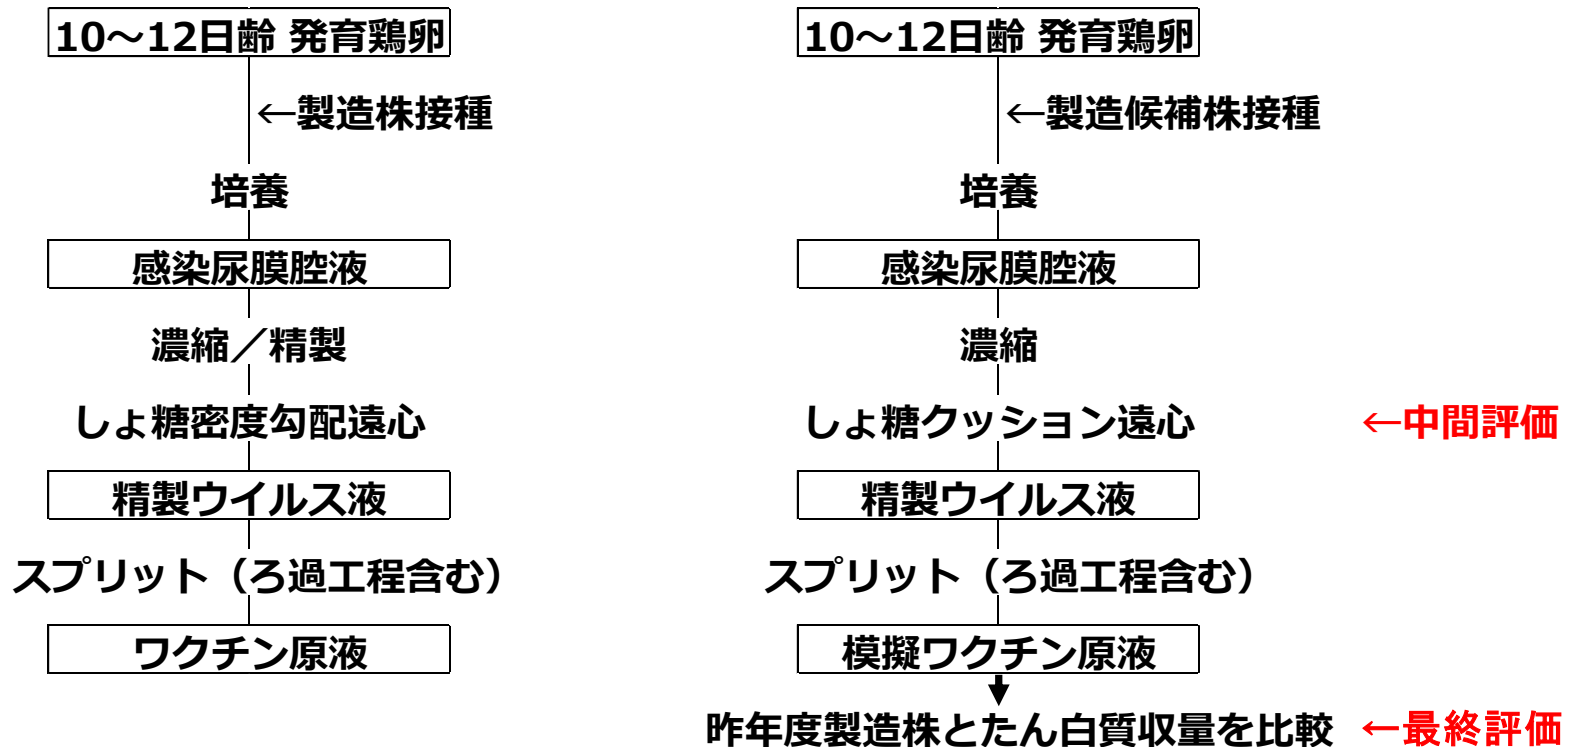 10～12日齢 発育鶏卵
←製造株接種
培養
感染尿膜腔液
濃縮／精製
しょ糖密度勾配遠心
精製ウイルス液
スプリット（ろ過工程含む）
ワクチン原液
10～12日齢 発育鶏卵
←製造候補株接種
培養
感染尿膜腔液
濃縮
しょ糖クッション遠心
←中間評価
精製ウイルス液
スプリット（ろ過工程含む）
模擬ワクチン原液
昨年度製造株とたん白質収量を比較
←最終評価